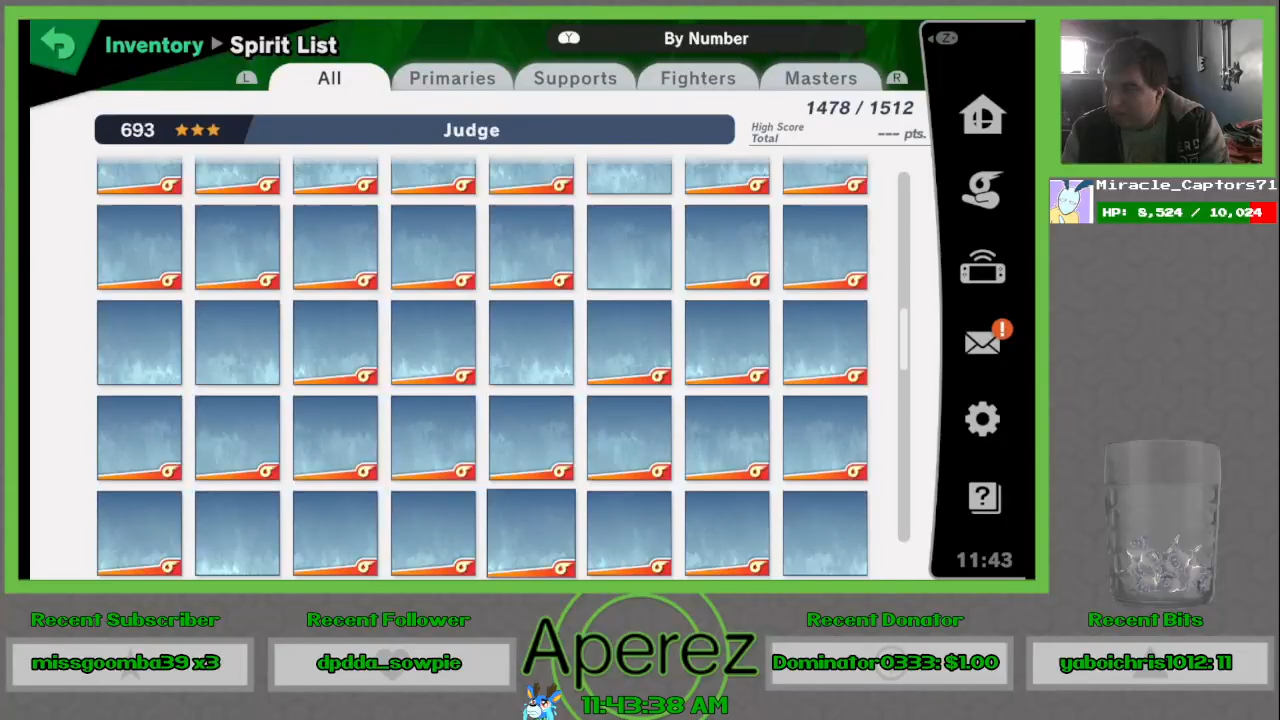 Inventory ▸ Spirit List
Y By Number
Z
L All Primaries Supports Fighters Masters R
1478 / 1512
693 ★★★ Judge
High Score Total --- pts.
!
?
11:43
Miracle_Captors71
HP: 8,524 / 10,024
Recent Subscriber
missgoomba39 x3
Recent Follower
dpdda_sowpie
Aperez
11:43:38 AM
Recent Donator
Dominator0333: $1.00
Recent Bits
yaboichris1012: 11